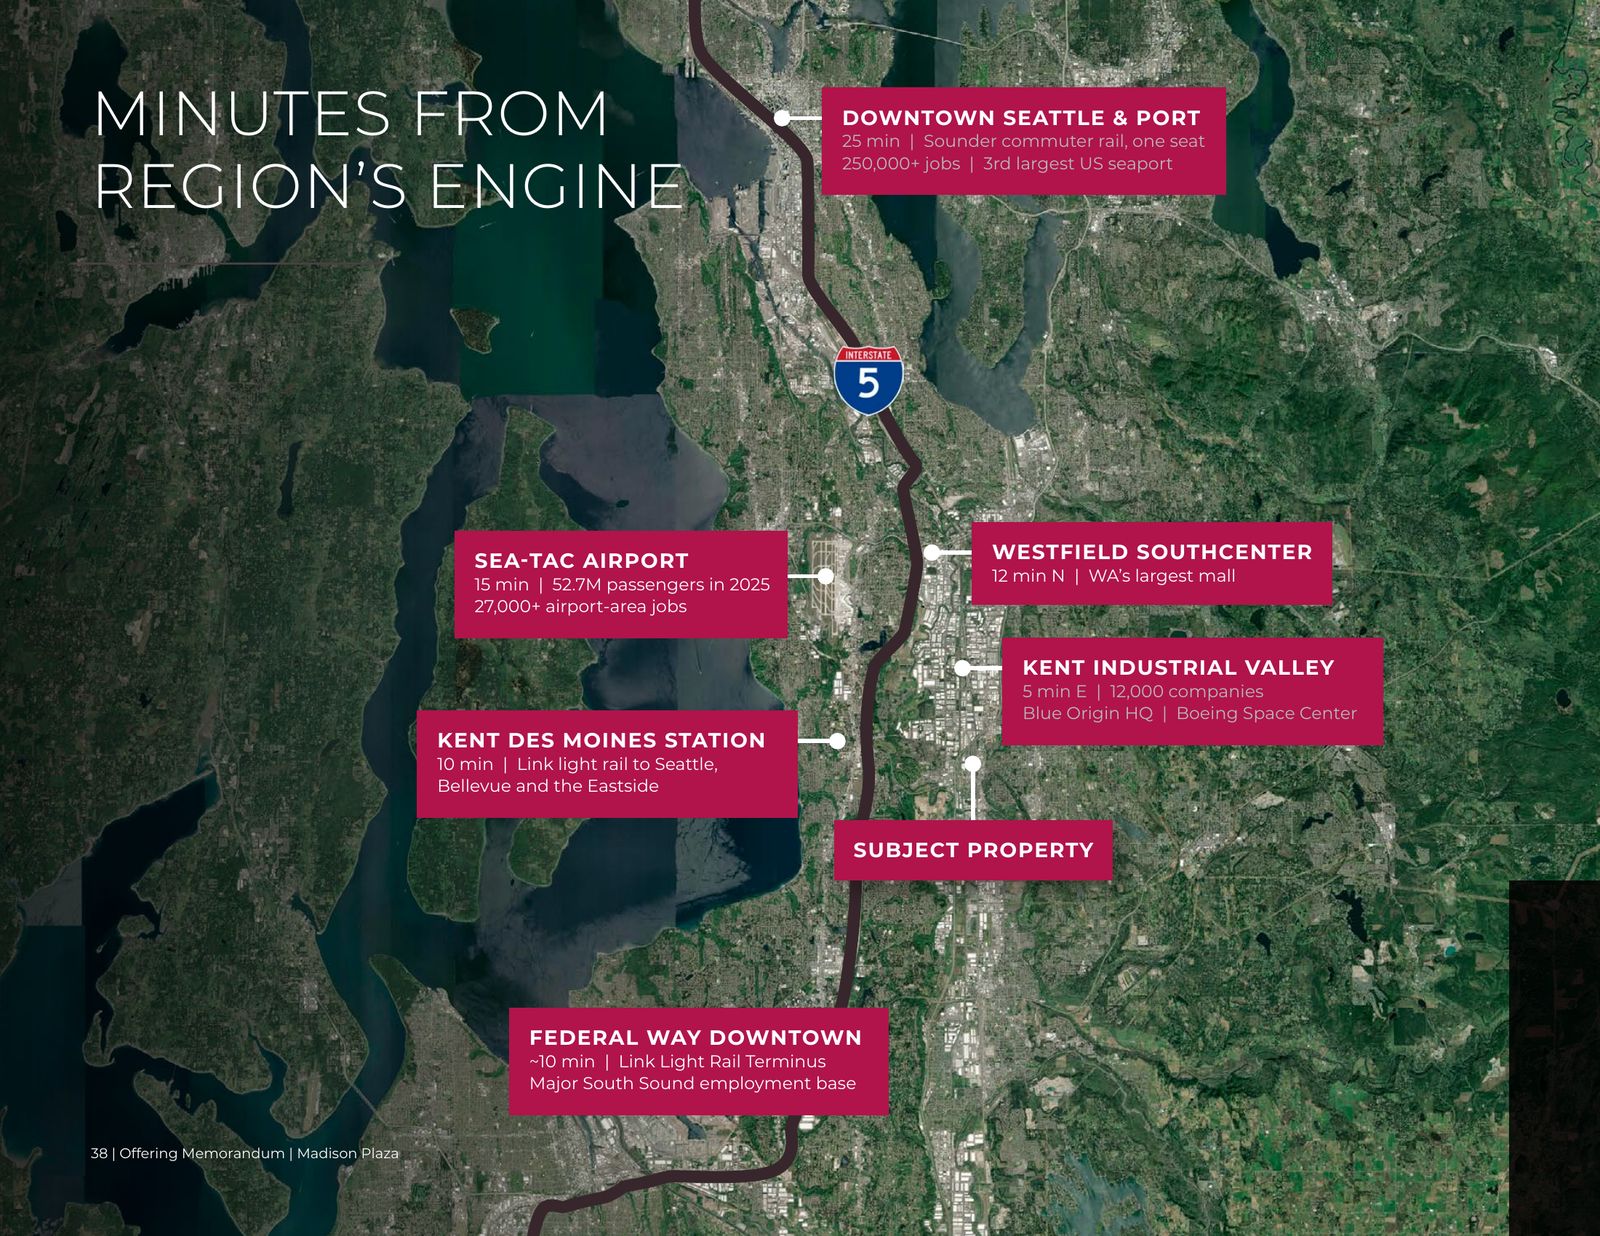 MINUTES FROM
REGION'S ENGINE
DOWNTOWN SEATTLE & PORT
25 min | Sounder commuter rail, one seat
250,000+ jobs | 3rd largest US seaport
INTERSTATE
5
SEA-TAC AIRPORT
15 min | 52.7M passengers in 2025
27,000+ airport-area jobs
WESTFIELD SOUTHCENTER
12 min N | WA's largest mall
KENT INDUSTRIAL VALLEY
5 min E | 12,000 companies
Blue Origin HQ | Boeing Space Center
KENT DES MOINES STATION
10 min | Link light rail to Seattle,
Bellevue and the Eastside
SUBJECT PROPERTY
FEDERAL WAY DOWNTOWN
~10 min | Link Light Rail Terminus
Major South Sound employment base
38 | Offering Memorandum | Madison Plaza